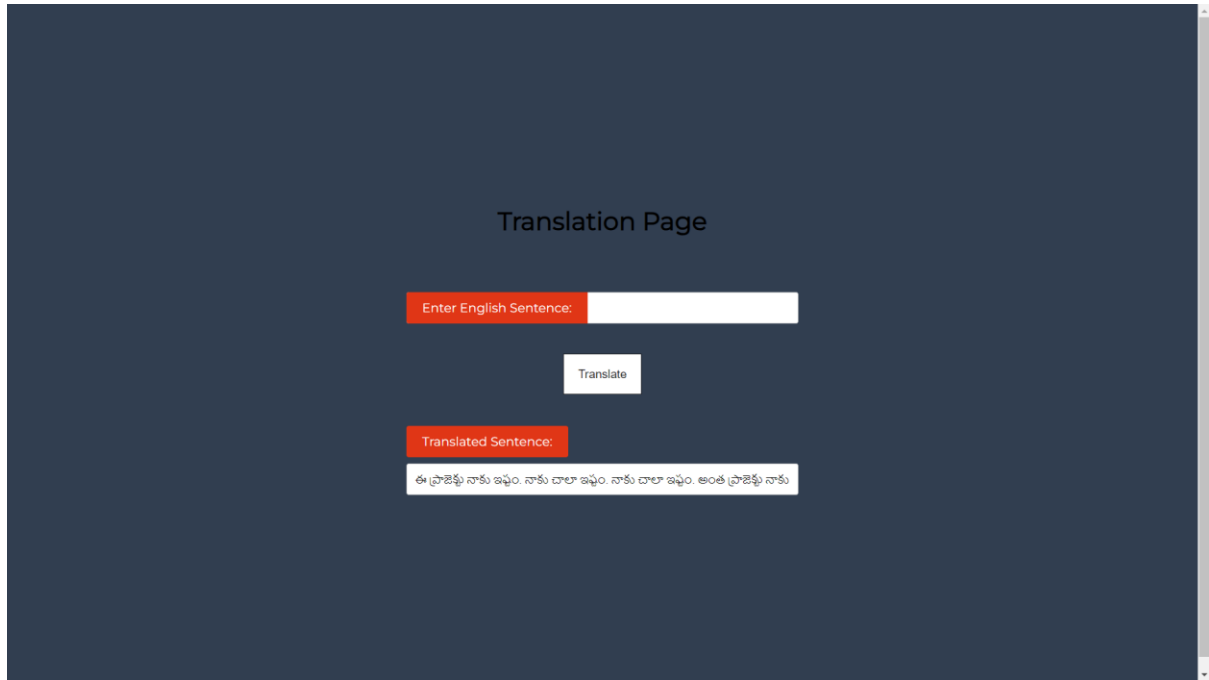 Translation Page
Enter English Sentence:
Translate
Translated Sentence:
ఈ ప్రాజెక్టు నాకు ఇష్టం. నాకు చాలా ఇష్టం. నాకు చాలా ఇష్టం. అంత ప్రాజెక్టు నాకు